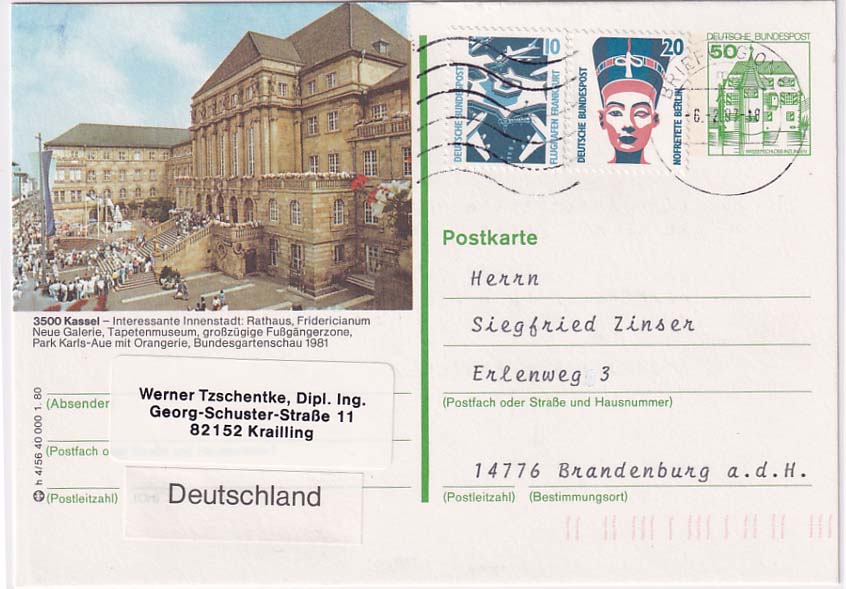 DEUTSCHE BUNDESPOST
50
WASSERSCHLOSS INZLINGEN
10
DEUTSCHE BUNDESPOST
FLUGHAFEN FRANKFURT
20
DEUTSCHE BUNDESPOST
NOFRETETE BERLIN
Postkarte
Herrn
Siegfried Zinser
Erlenweg 3
(Postfach oder Straße und Hausnummer)
14776 Brandenburg a.d.H.
(Postleitzahl) (Bestimmungsort)
3500 Kassel – Interessante Innenstadt: Rathaus, Fridericianum
Neue Galerie, Tapetenmuseum, großzügige Fußgängerzone,
Park Karls-Aue mit Orangerie, Bundesgartenschau 1981
(Absender
Werner Tzschentke, Dipl. Ing.
Georg-Schuster-Straße 11
82152 Krailling
(Postfach
(Postleitzahl)
Deutschland
h 4/56 40 000 1. 80